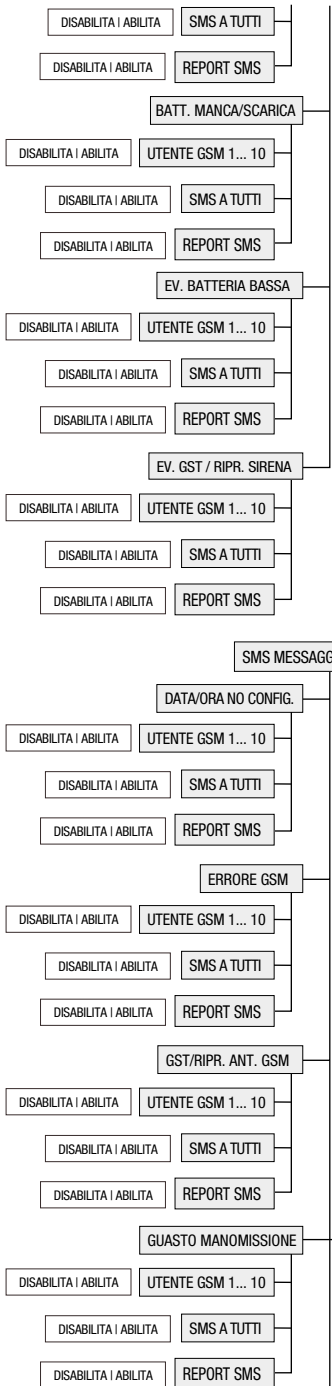 DISABILITA | ABILITA SMS A TUTTI
DISABILITA | ABILITA REPORT SMS
BATT. MANCA/SCARICA
DISABILITA | ABILITA UTENTE GSM 1... 10
DISABILITA | ABILITA SMS A TUTTI
DISABILITA | ABILITA REPORT SMS
EV. BATTERIA BASSA
DISABILITA | ABILITA UTENTE GSM 1... 10
DISABILITA | ABILITA SMS A TUTTI
DISABILITA | ABILITA REPORT SMS
EV. GST / RIPR. SIRENA
DISABILITA | ABILITA UTENTE GSM 1... 10
DISABILITA | ABILITA SMS A TUTTI
DISABILITA | ABILITA REPORT SMS
SMS MESSAGG
DATA/ORA NO CONFIG.
DISABILITA | ABILITA UTENTE GSM 1... 10
DISABILITA | ABILITA SMS A TUTTI
DISABILITA | ABILITA REPORT SMS
ERRORE GSM
DISABILITA | ABILITA UTENTE GSM 1... 10
DISABILITA | ABILITA SMS A TUTTI
DISABILITA | ABILITA REPORT SMS
GST/RIPR. ANT. GSM
DISABILITA | ABILITA UTENTE GSM 1... 10
DISABILITA | ABILITA SMS A TUTTI
DISABILITA | ABILITA REPORT SMS
GUASTO MANOMISSIONE
DISABILITA | ABILITA UTENTE GSM 1... 10
DISABILITA | ABILITA SMS A TUTTI
DISABILITA | ABILITA REPORT SMS